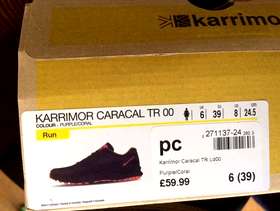 karrimor
KARRIMOR CARACAL TR 00
COLOUR - PURPLE/CORAL
UK EU US CM
6 39 8 24.5
Run
271137-24
pc
Karrimor Caracal TR Ld00
Purple/Coral
£59.99
6 (39)